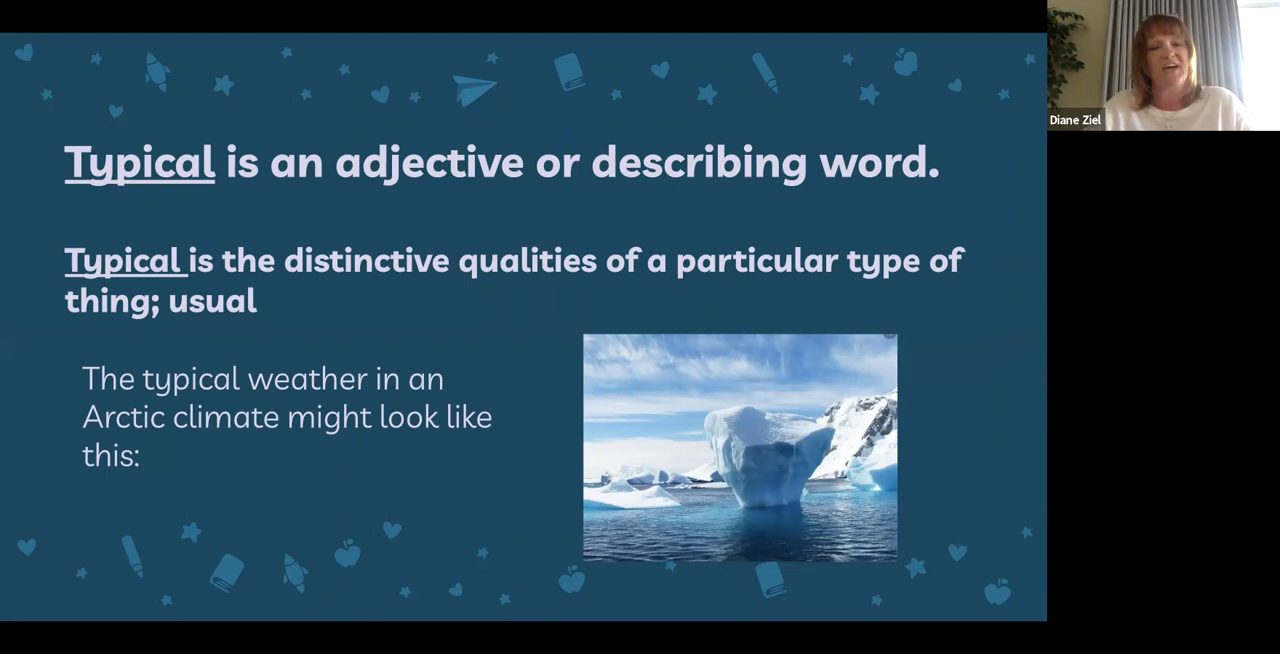 Typical is an adjective or describing word.
Typical is the distinctive qualities of a particular type of
thing; usual
The typical weather in an
Arctic climate might look like
this:
Diane Ziel